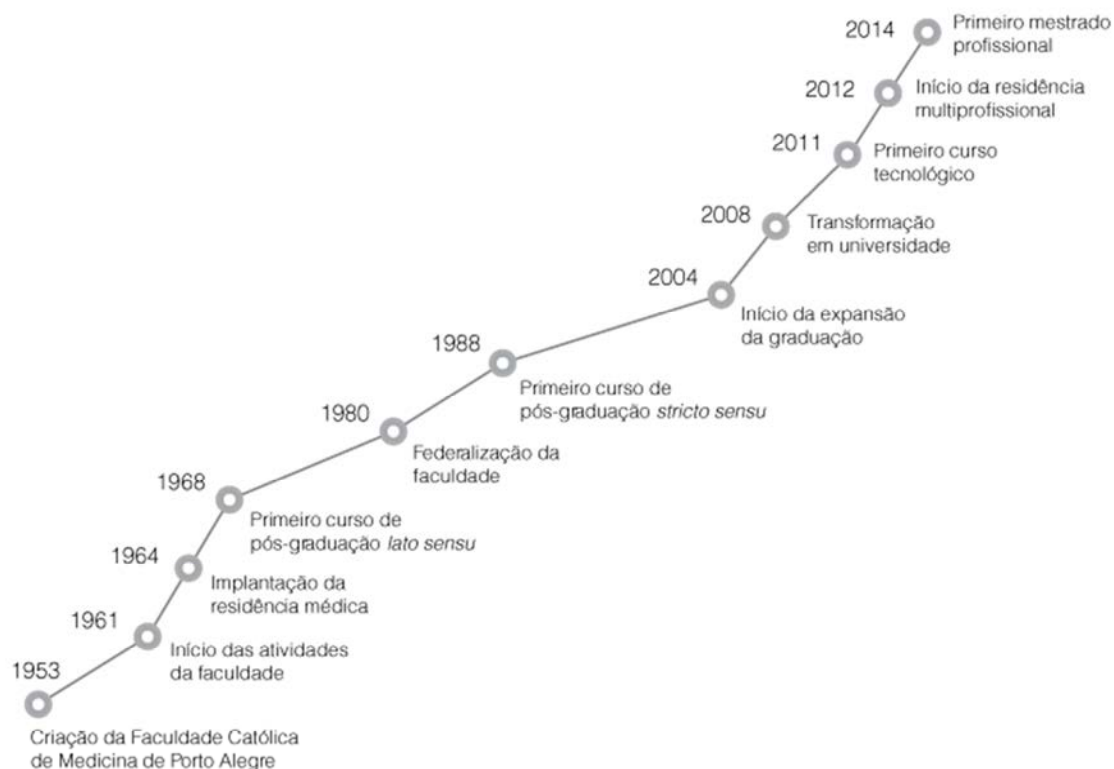 2014
Primeiro mestrado
profissional
2012
Início da residência
multiprofissional
2011
Primeiro curso
tecnológico
2008
Transformação
em universidade
2004
Início da expansão
da graduação
1988
Primeiro curso de
pós-graduação stricto sensu
1980
Federalização da
faculdade
1968
Primeiro curso de
pós-graduação lato sensu
1964
Implantação da
residência médica
1961
Início das atividades
da faculdade
1953
Criação da Faculdade Católica
de Medicina de Porto Alegre